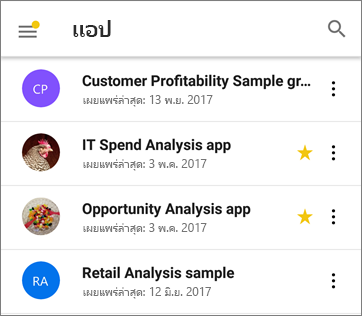 แอป
CP
Customer Profitability Sample gr...
เผยแพร่ล่าสุด: 13 พ.ย. 2017
IT Spend Analysis app
เผยแพร่ล่าสุด: 3 พ.ค. 2017
Opportunity Analysis app
เผยแพร่ล่าสุด: 3 พ.ค. 2017
RA
Retail Analysis sample
เผยแพร่ล่าสุด: 12 มิ.ย. 2017